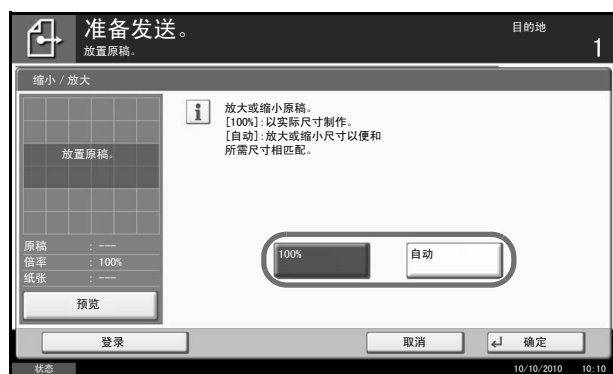 准备发送。
放置原稿。
目的地
1
缩小 / 放大
放置原稿。
原稿 : ---
倍率 : 100%
纸张 : ---
预览
i
放大或缩小原稿。
[100%]:以实际尺寸制作。
[自动]:放大或缩小尺寸以便和
所需尺寸相匹配。
100%
自动
登录
取消
确定
状态
10/10/2010 10:10